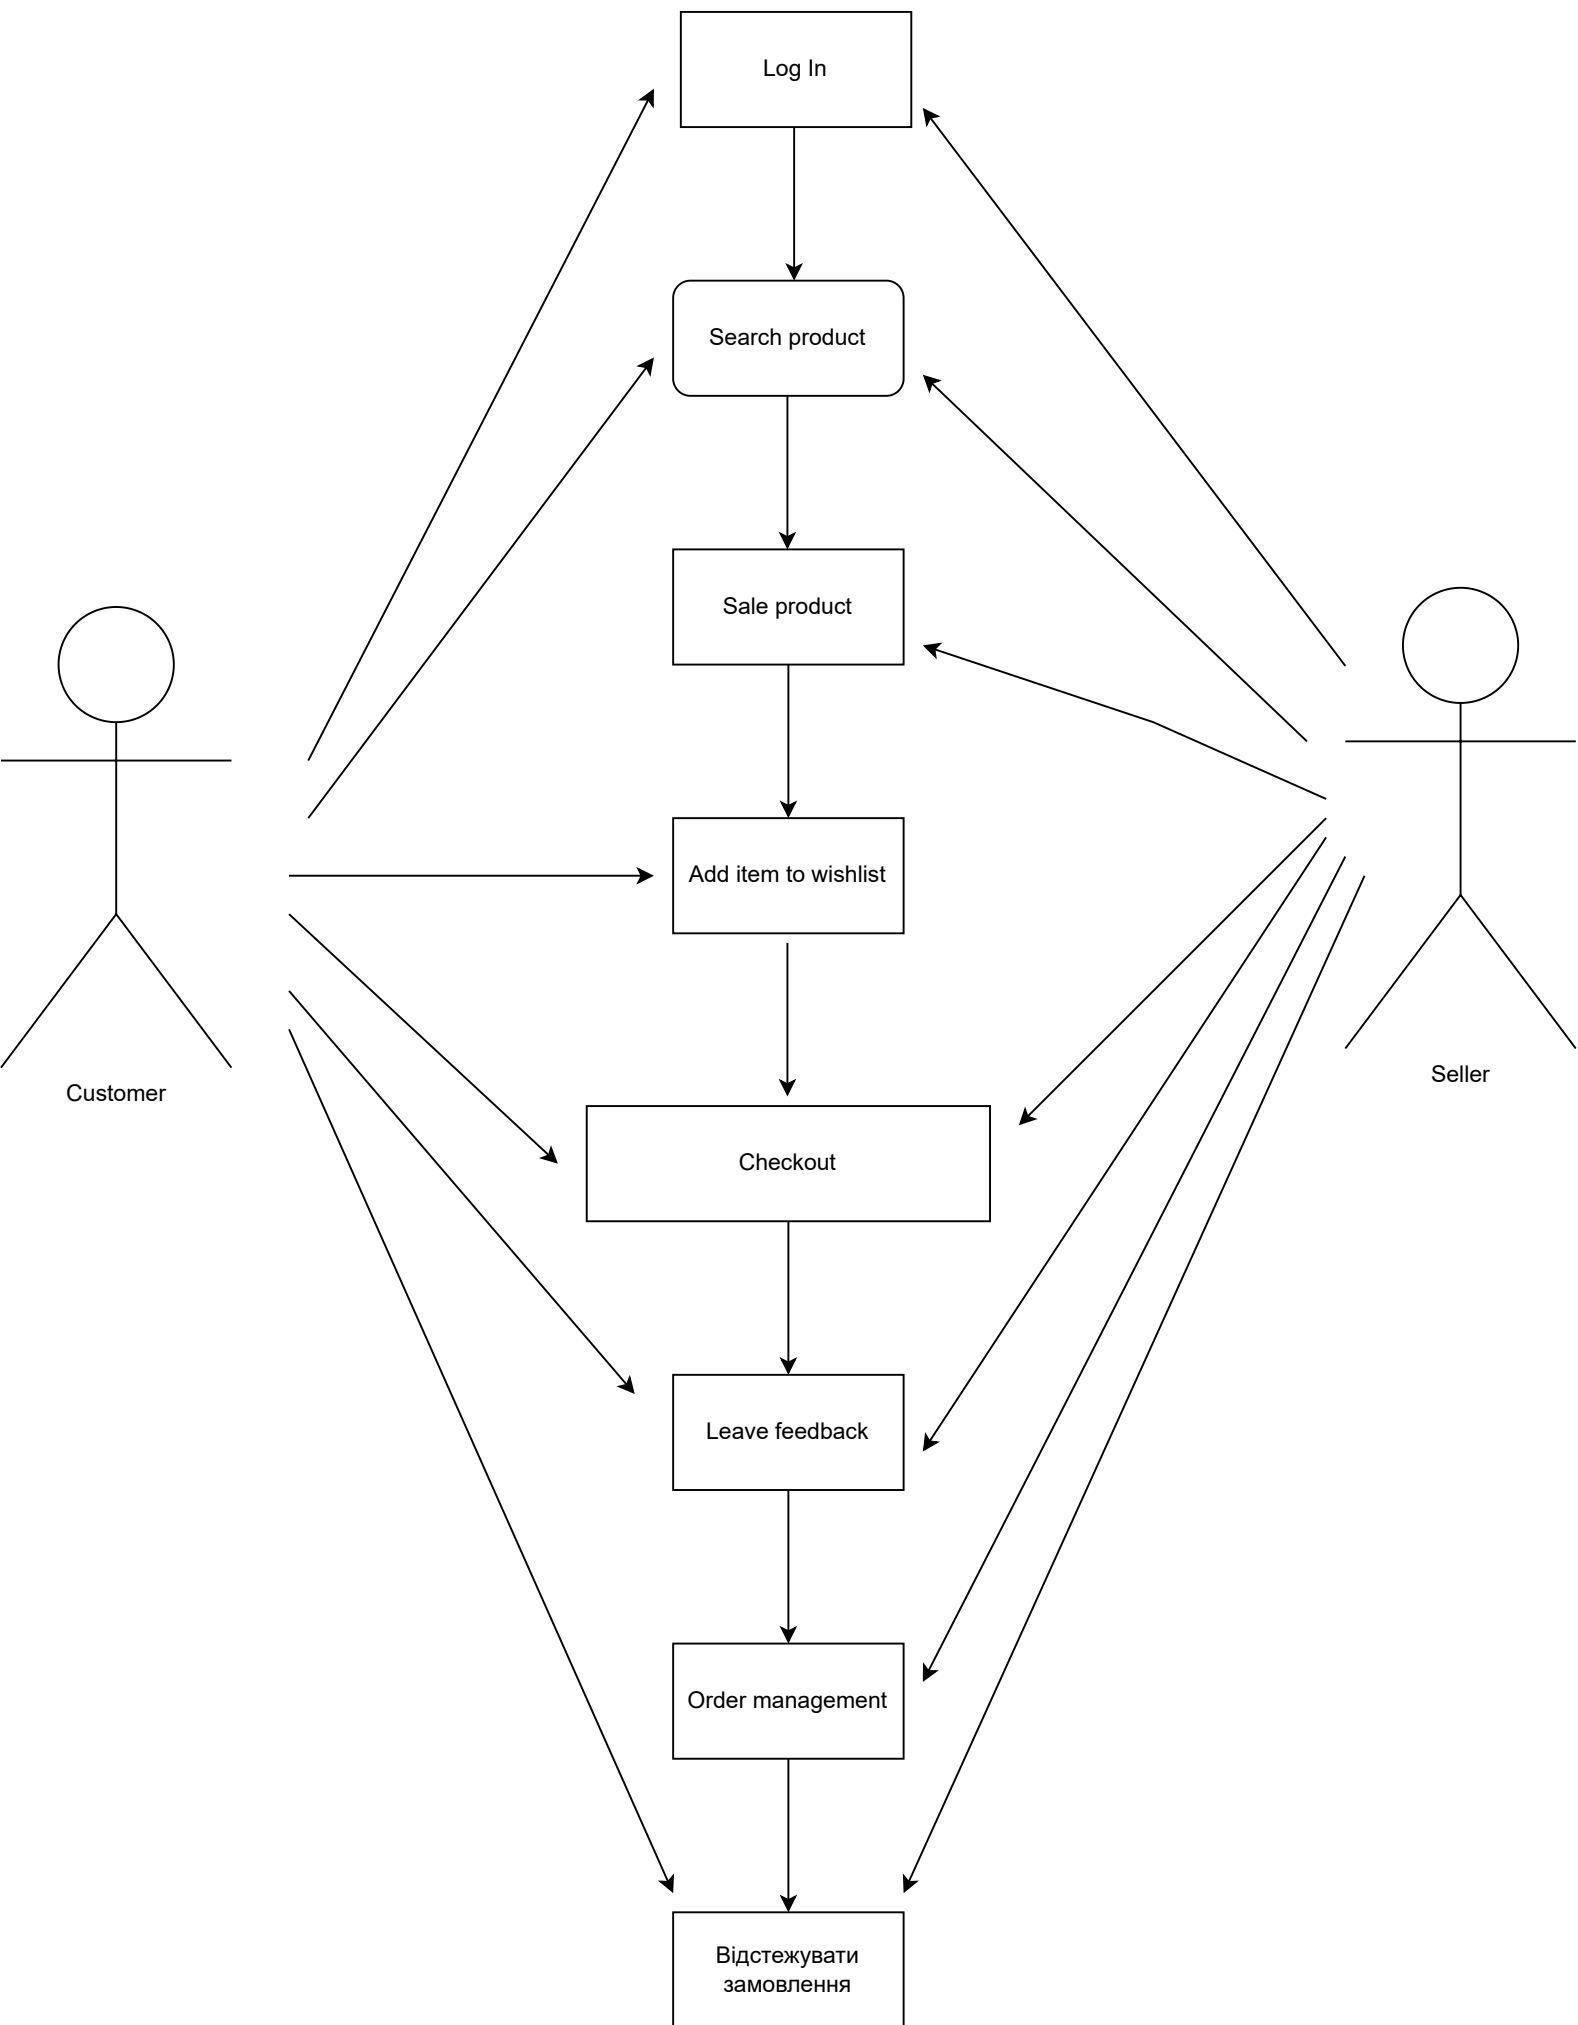 Log In
Search product
Sale product
Add item to wishlist
Customer
Seller
Checkout
Leave feedback
Order management
Відстежувати
замовлення